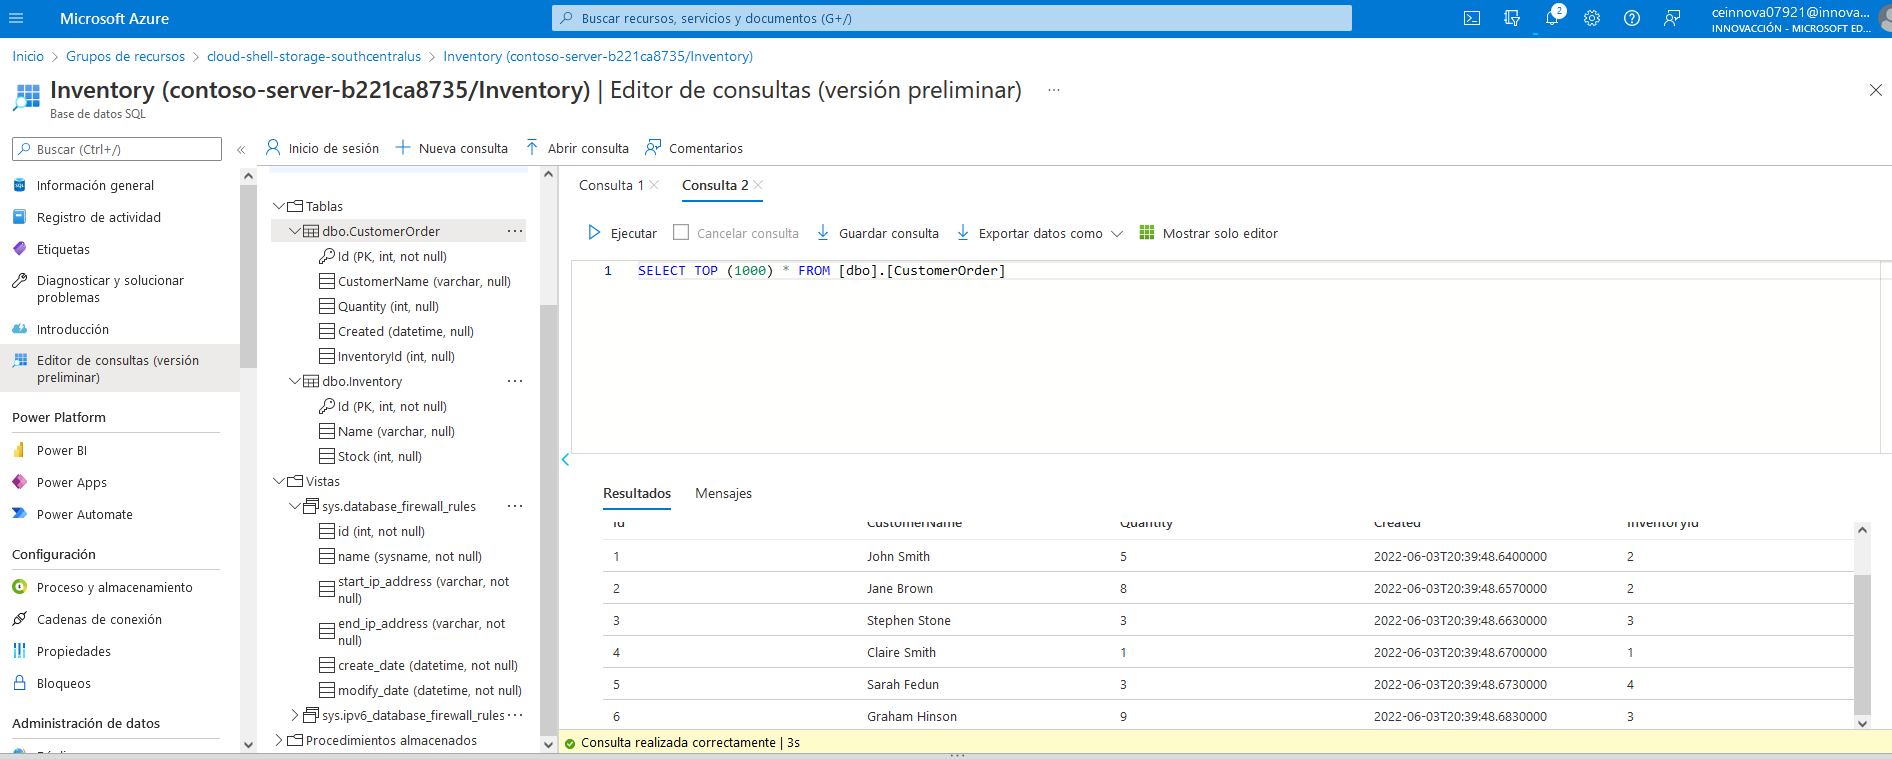 Microsoft Azure
Buscar recursos, servicios y documentos (G+/)
2
ceinnova07921@innova...
INNOVACCIÓN - MICROSOFT ED...
Inicio > Grupos de recursos > cloud-shell-storage-southcentralus > Inventory (contoso-server-b221ca8735/Inventory)
Inventory (contoso-server-b221ca8735/Inventory) | Editor de consultas (versión preliminar) ...
Base de datos SQL
Buscar (Ctrl+/)
«
Información general
Registro de actividad
Etiquetas
Diagnosticar y solucionar
problemas
Introducción
Editor de consultas (versión
preliminar)
Power Platform
Power BI
Power Apps
Power Automate
Configuración
Proceso y almacenamiento
Cadenas de conexión
Propiedades
Bloqueos
Administración de datos
Inicio de sesión
Nueva consulta
Abrir consulta
Comentarios
Tablas
dbo.CustomerOrder ...
Id (PK, int, not null)
CustomerName (varchar, null)
Quantity (int, null)
Created (datetime, null)
InventoryId (int, null)
dbo.Inventory ...
Id (PK, int, not null)
Name (varchar, null)
Stock (int, null)
Vistas
sys.database_firewall_rules ...
id (int, not null)
name (sysname, not null)
start_ip_address (varchar, not
null)
end_ip_address (varchar, not
null)
create_date (datetime, not null)
modify_date (datetime, not null)
sys.ipv6_database_firewall_rules ...
Procedimientos almacenados
Consulta 1
Consulta 2
Ejecutar
Cancelar consulta
Guardar consulta
Exportar datos como
Mostrar solo editor
1 SELECT TOP (1000) * FROM [dbo].[CustomerOrder]
Resultados
Mensajes
Id CustomerName Quantity Created InventoryId
1 John Smith 5 2022-06-03T20:39:48.6400000 2
2 Jane Brown 8 2022-06-03T20:39:48.6570000 2
3 Stephen Stone 3 2022-06-03T20:39:48.6630000 3
4 Claire Smith 1 2022-06-03T20:39:48.6700000 1
5 Sarah Fedun 3 2022-06-03T20:39:48.6730000 4
6 Graham Hinson 9 2022-06-03T20:39:48.6830000 3
Consulta realizada correctamente | 3s